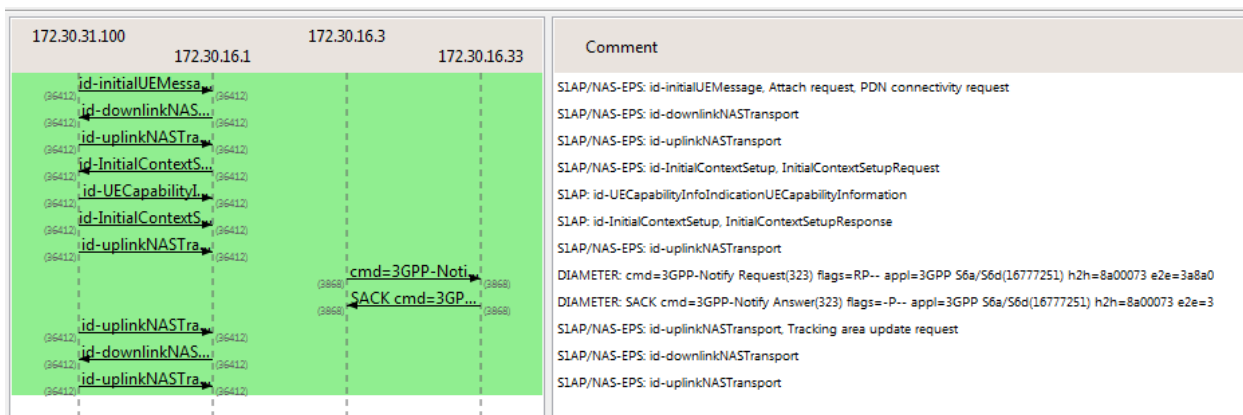 172.30.31.100 172.30.16.3
172.30.16.1 172.30.16.33
Comment
id-initialUEMessa...
(36412) (36412)
S1AP/NAS-EPS: id-initialUEMessage, Attach request, PDN connectivity request
id-downlinkNAS...
(36412) (36412)
S1AP/NAS-EPS: id-downlinkNASTransport
id-uplinkNASTra...
(36412) (36412)
S1AP/NAS-EPS: id-uplinkNASTransport
id-InitialContextS...
(36412) (36412)
S1AP/NAS-EPS: id-InitialContextSetup, InitialContextSetupRequest
id-UECapabilityI...
(36412) (36412)
S1AP: id-UECapabilityInfoIndicationUECapabilityInformation
id-InitialContextS...
(36412) (36412)
S1AP: id-InitialContextSetup, InitialContextSetupResponse
id-uplinkNASTra...
(36412) (36412)
S1AP/NAS-EPS: id-uplinkNASTransport
cmd=3GPP-Noti...
(3868) (3868)
DIAMETER: cmd=3GPP-Notify Request(323) flags=RP-- appl=3GPP S6a/S6d(16777251) h2h=8a00073 e2e=3a8a0
SACK cmd=3GP...
(3868) (3868)
DIAMETER: SACK cmd=3GPP-Notify Answer(323) flags=-P-- appl=3GPP S6a/S6d(16777251) h2h=8a00073 e2e=3
id-uplinkNASTra...
(36412) (36412)
S1AP/NAS-EPS: id-uplinkNASTransport, Tracking area update request
id-downlinkNAS...
(36412) (36412)
S1AP/NAS-EPS: id-downlinkNASTransport
id-uplinkNASTra...
(36412) (36412)
S1AP/NAS-EPS: id-uplinkNASTransport